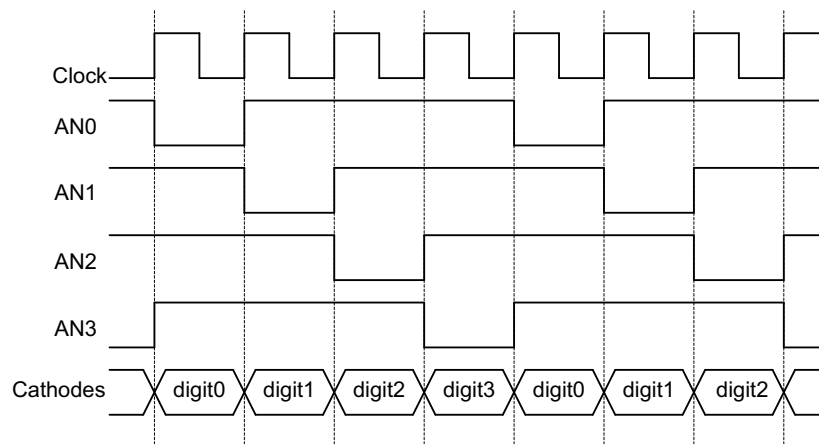 Clock
AN0
AN1
AN2
AN3
Cathodes digit0 digit1 digit2 digit3 digit0 digit1 digit2